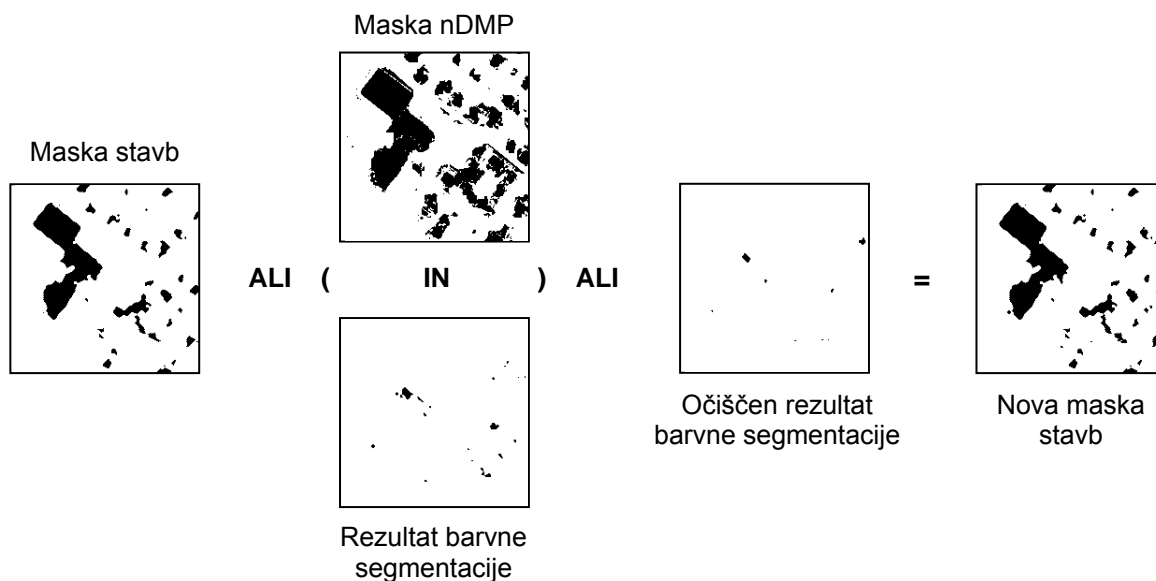 Maska nDMP
Maska stavb
ALI ( IN ) ALI =
Očiščen rezultat
barvne segmentacije
Nova maska
stavb
Rezultat barvne
segmentacije